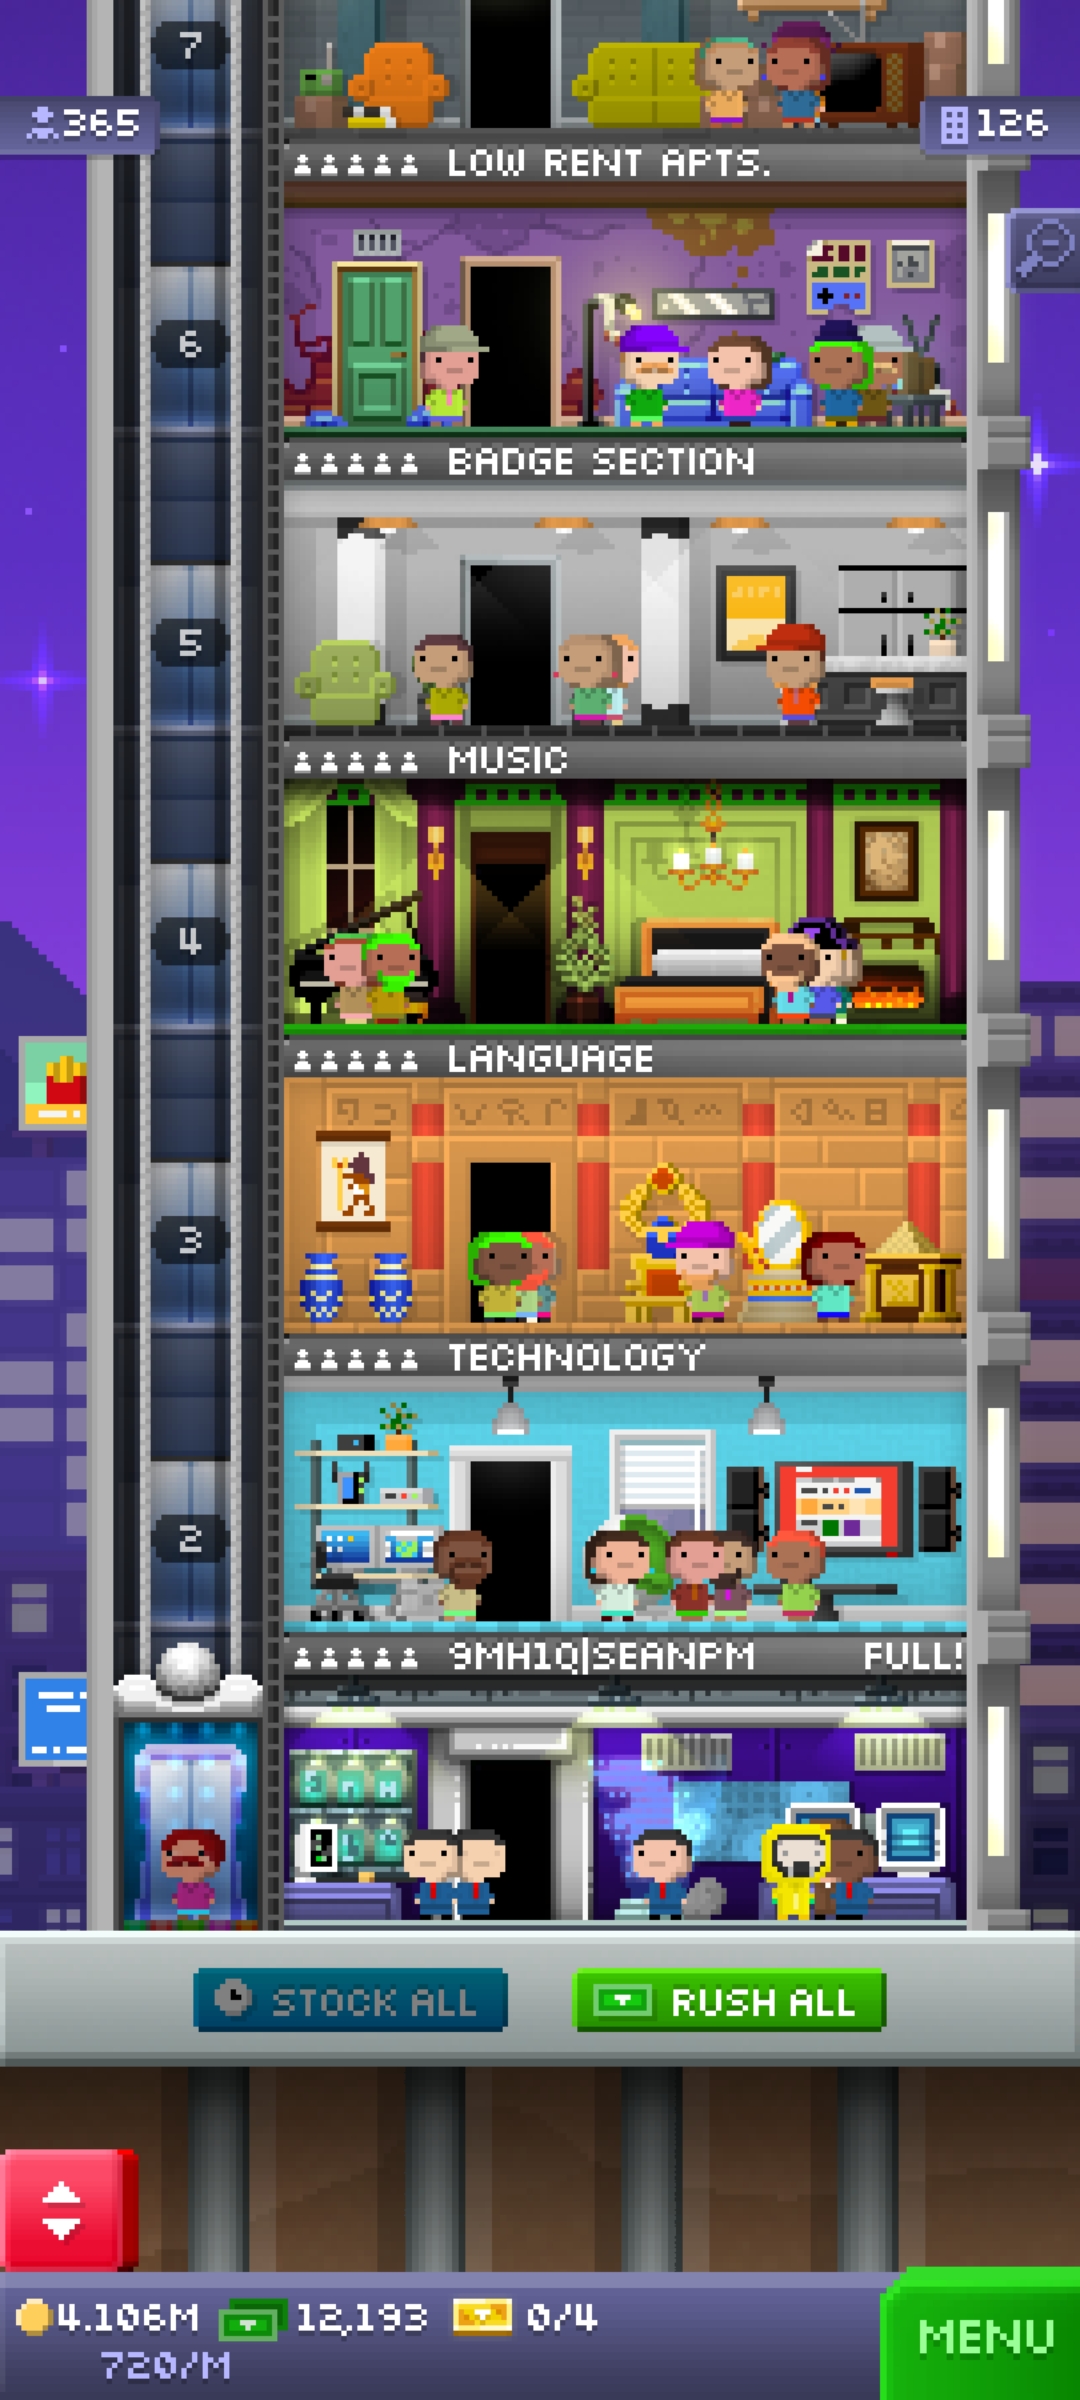 7
365
126
LOW RENT APTS.
6
BADGE SECTION
5
MUSIC
4
LANGUAGE
3
TECHNOLOGY
2
9MH1Q|SEANPM FULL!
STOCK ALL
RUSH ALL
4.106M 12,193 0/4
720/M
MENU